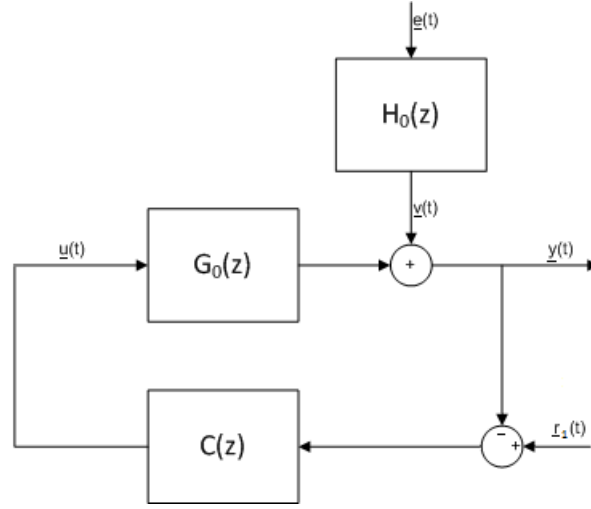 e(t)
H₀(z)
v(t)
u(t)
G₀(z)
+
y(t)
C(z)
−
+
r₁(t)